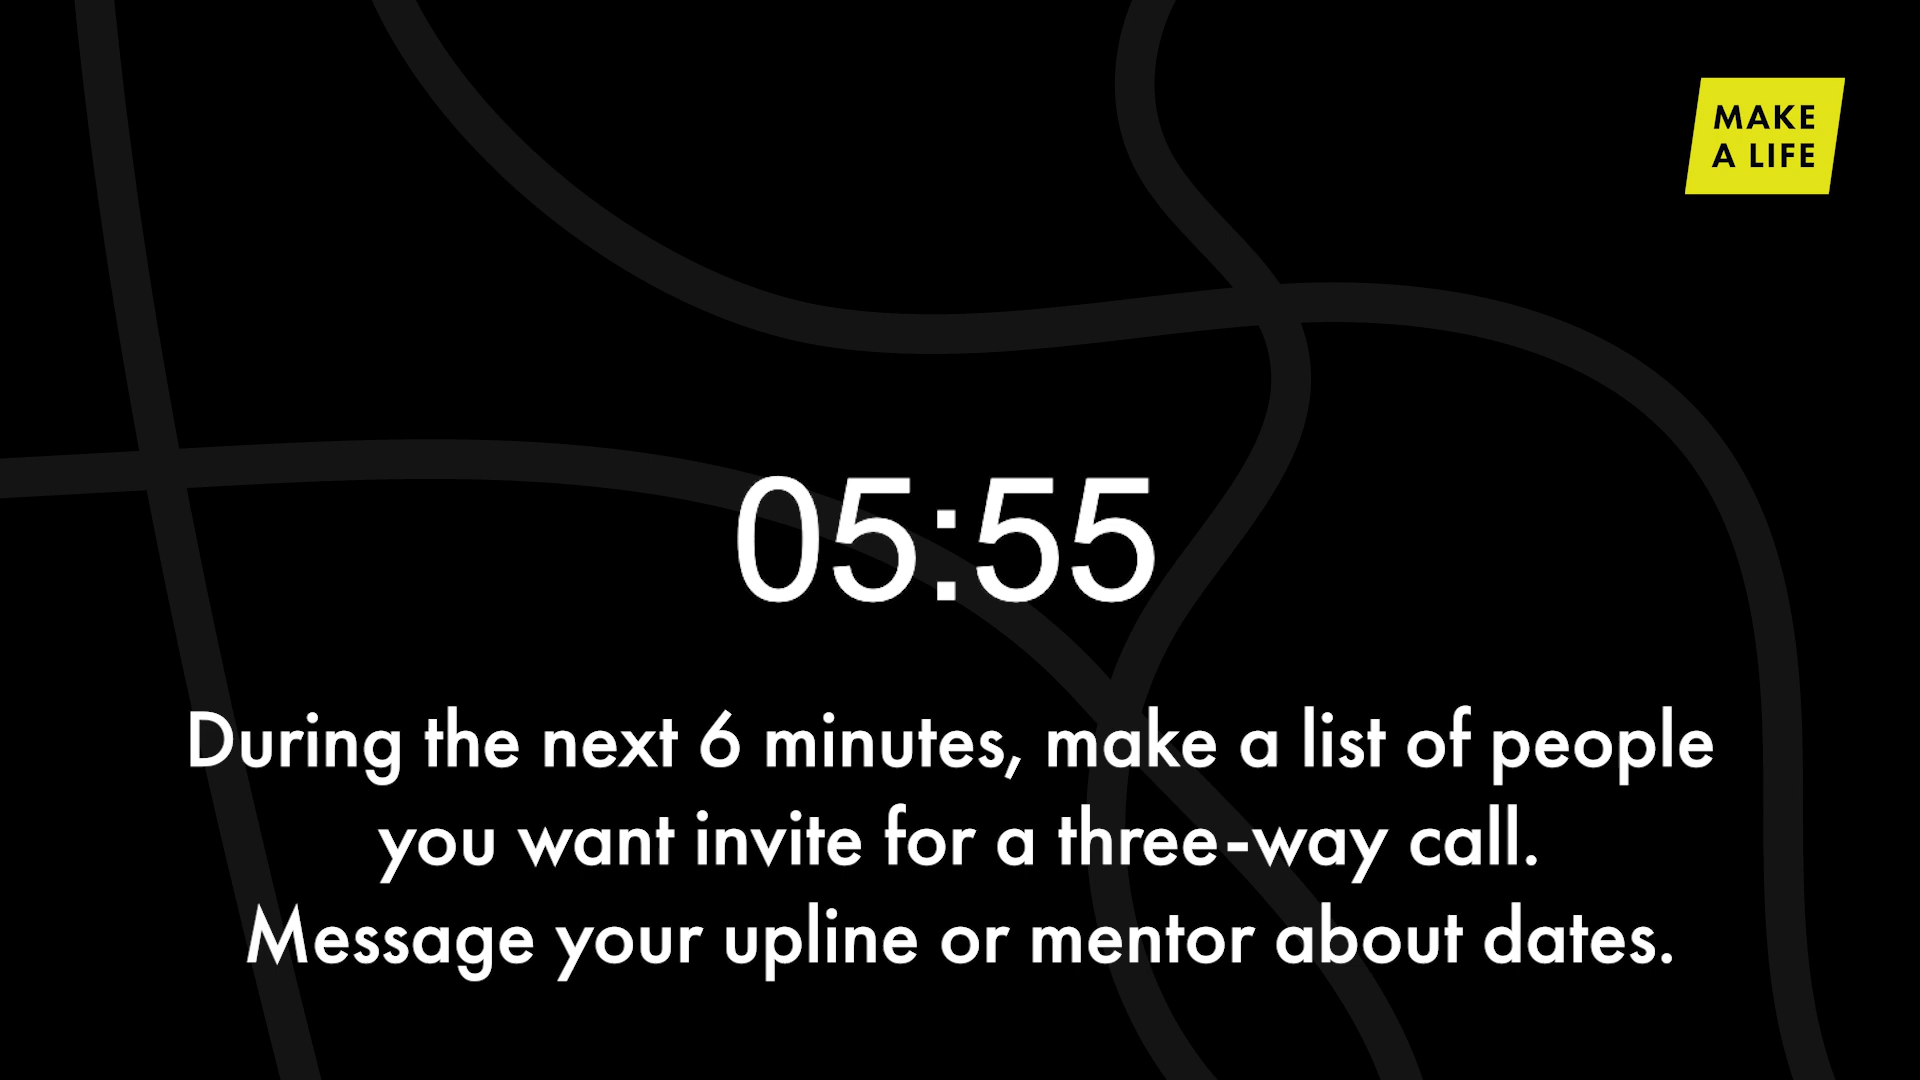 MAKE
A LIFE
05:55
During the next 6 minutes, make a list of people
you want invite for a three-way call.
Message your upline or mentor about dates.